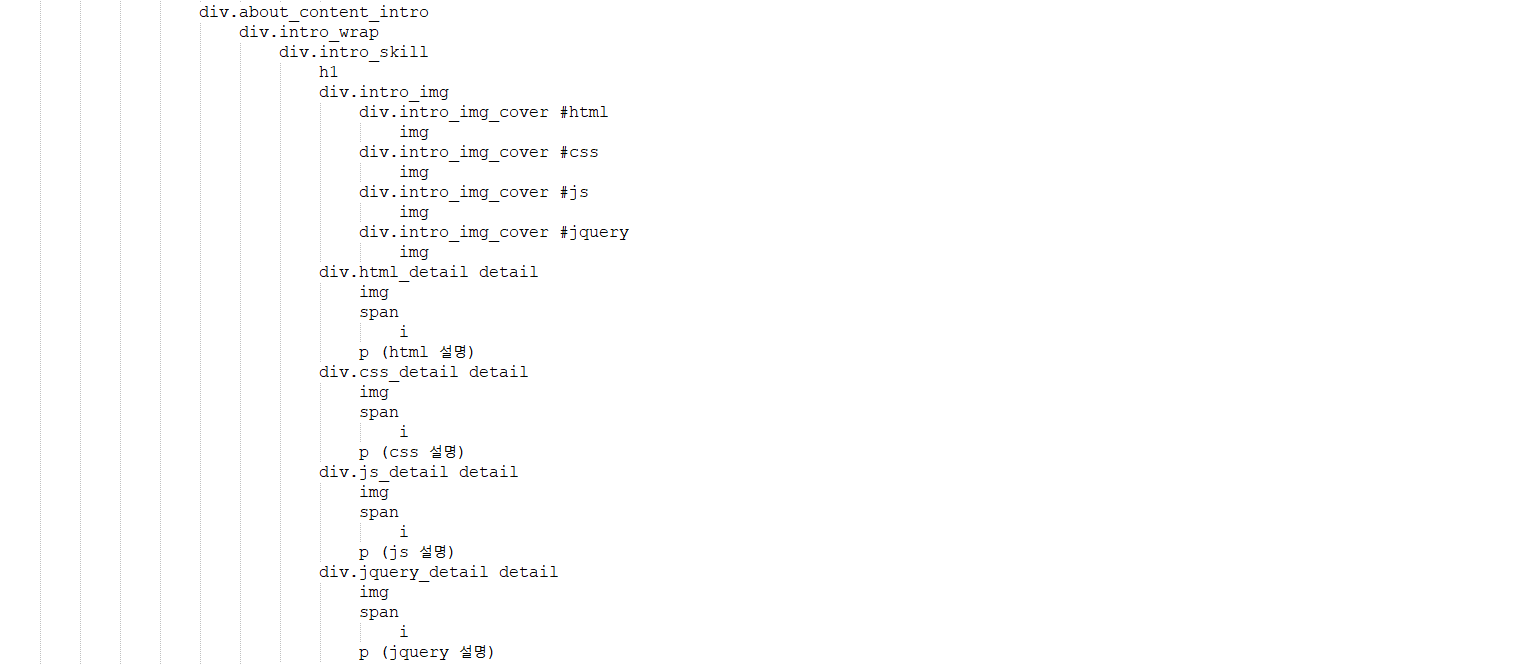 div.about_content_intro
div.intro_wrap
div.intro_skill
h1
div.intro_img
div.intro_img_cover #html
img
div.intro_img_cover #css
img
div.intro_img_cover #js
img
div.intro_img_cover #jquery
img
div.html_detail detail
img
span
i
p (html 설명)
div.css_detail detail
img
span
i
p (css 설명)
div.js_detail detail
img
span
i
p (js 설명)
div.jquery_detail detail
img
span
i
p (jquery 설명)